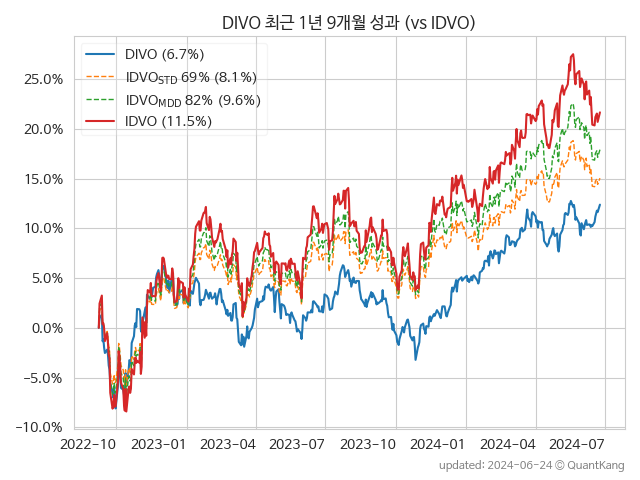 DIVO 최근 1년 9개월 성과 (vs IDVO)
DIVO (6.7%)
IDVO_STD 69% (8.1%)
IDVO_MDD 82% (9.6%)
IDVO (11.5%)
25.0%
20.0%
15.0%
10.0%
5.0%
0.0%
−5.0%
−10.0%
2022-10 2023-01 2023-04 2023-07 2023-10 2024-01 2024-04 2024-07
updated: 2024-06-24 © QuantKang